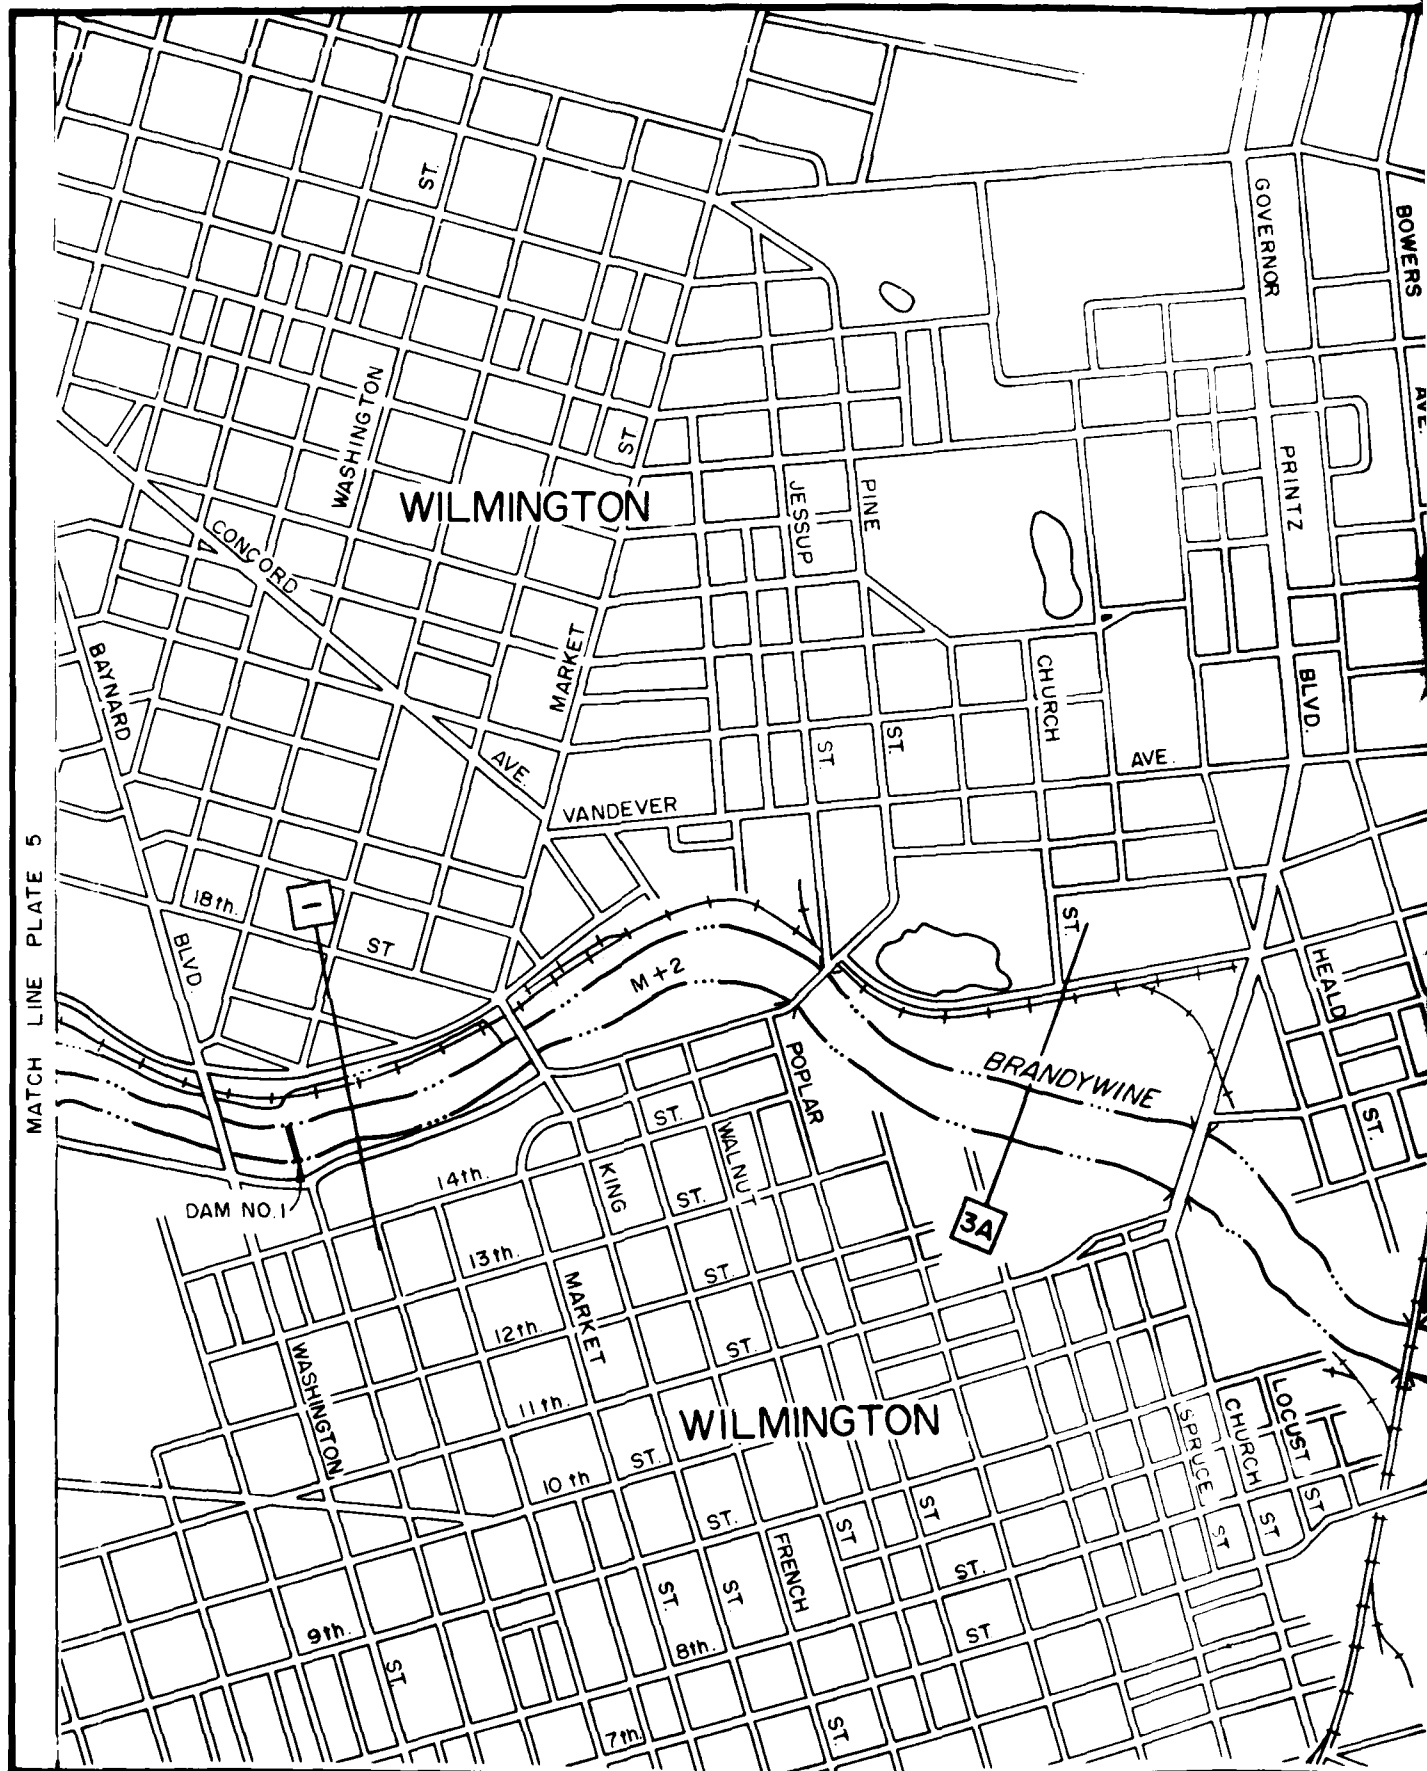 ST.
GOVERNOR
BOWERS
AVE.
WASHINGTON
ST.
WILMINGTON
JESSUP
PINE
PRINTZ
CONCORD
BAYNARD
MARKET
CHURCH
BLVD.
ST.
ST.
AVE.
AVE.
VANDEVER
MATCH LINE PLATE 5
18th.
1
ST
BLVD.
ST.
HEALD
M+2
POPLAR
BRANDYWINE
ST.
ST.
WALNUT
14th.
KING
ST.
DAM NO. 1
3A
13th.
ST.
MARKET
12th
ST.
WASHINGTON
11th.
WILMINGTON
SPRUCE
CHURCH
LOCUST
ST.
10th
ST.
FRENCH
ST
ST
ST
ST
ST
ST.
ST.
ST.
9th.
8th.
ST
ST.
7th.
ST.